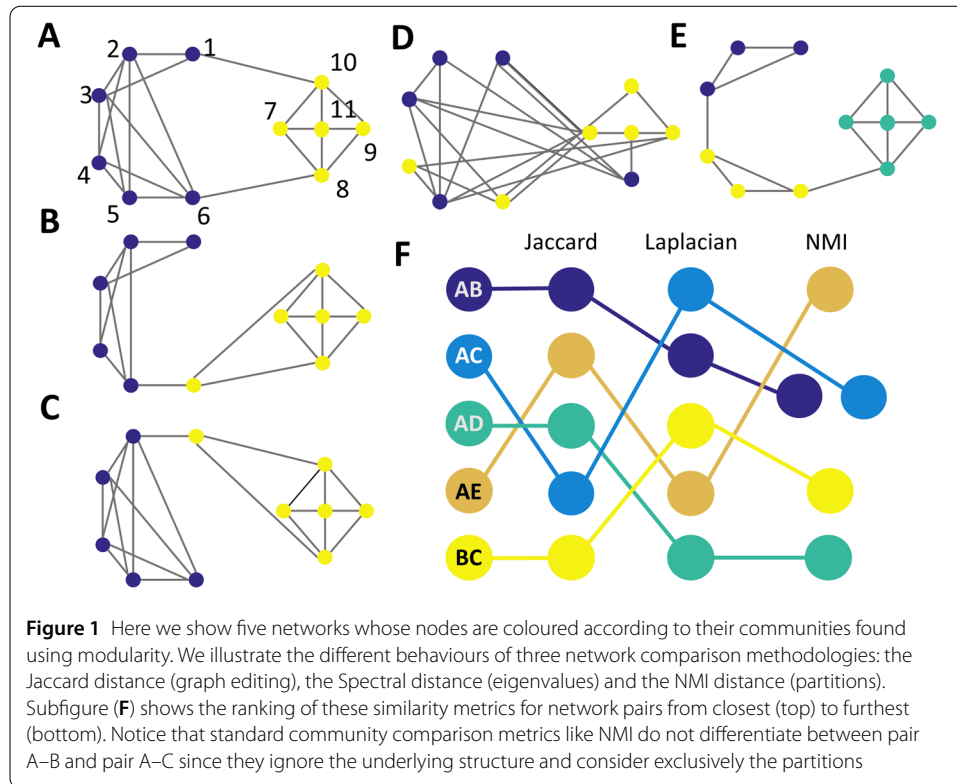 A
2
1
3
4
5
6
10
7
11
9
8
D
E
B
C
F
Jaccard
Laplacian
NMI
AB
AC
AD
AE
BC
Figure 1 Here we show five networks whose nodes are coloured according to their communities found
using modularity. We illustrate the different behaviours of three network comparison methodologies: the
Jaccard distance (graph editing), the Spectral distance (eigenvalues) and the NMI distance (partitions).
Subfigure (F) shows the ranking of these similarity metrics for network pairs from closest (top) to furthest
(bottom). Notice that standard community comparison metrics like NMI do not differentiate between pair
A–B and pair A–C since they ignore the underlying structure and consider exclusively the partitions